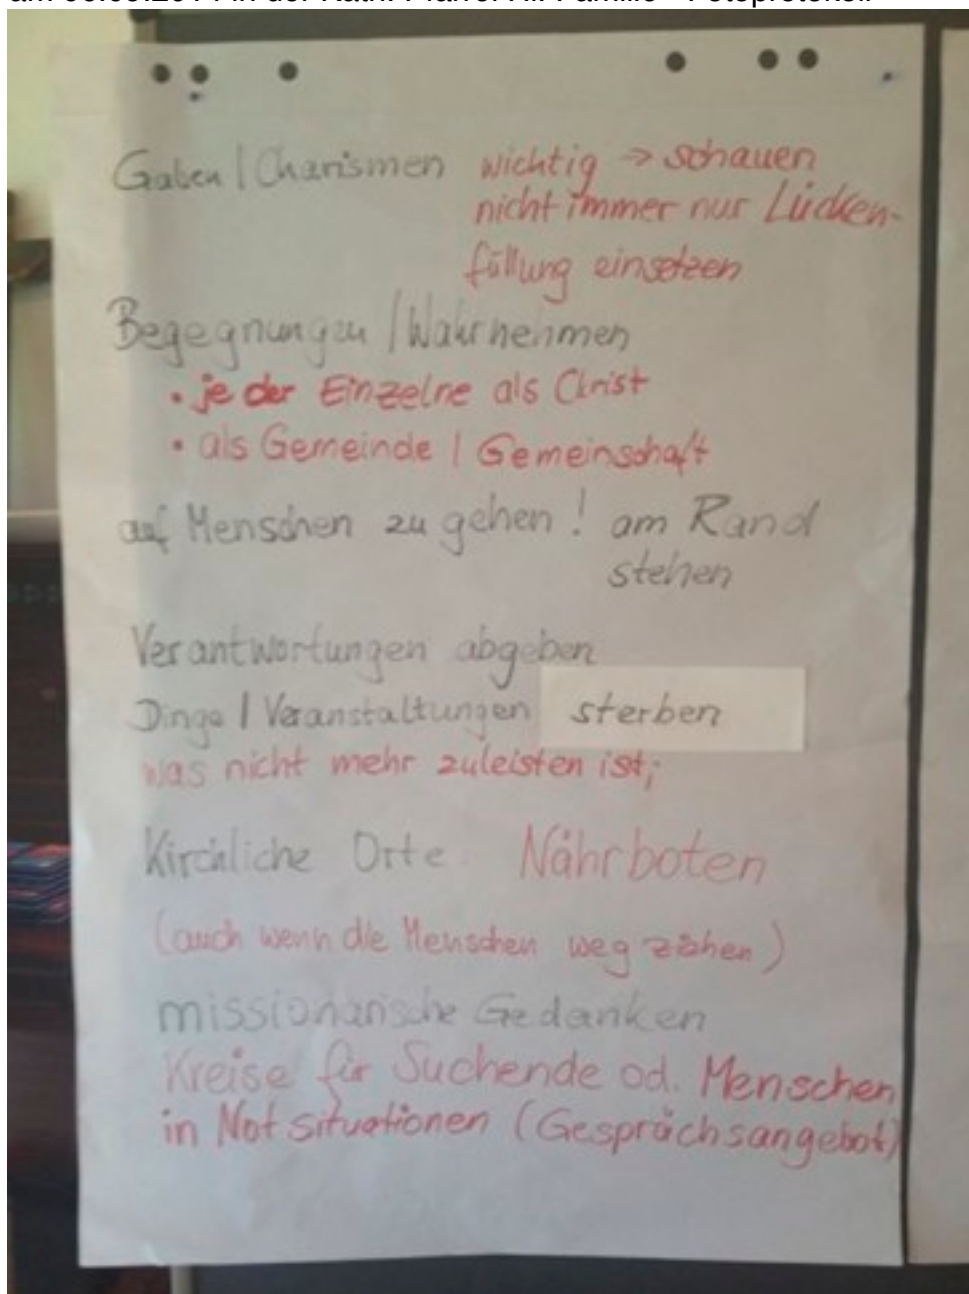 Gaben / Charismen wichtig → schauen
nicht immer nur Lücken-
füllung einsetzen
Begegnungen / Wahrnehmen
• jeder Einzelne als Christ
• als Gemeinde / Gemeinschaft
auf Menschen zu gehen! am Rand
stehen
Verantwortungen abgeben
Dinge / Veranstaltungen sterben
was nicht mehr zuleisten ist,
Kirchliche Orte Nährboten
(auch wenn die Menschen weg ziehen)
missionarische Gedanken
Kreise für Suchende od. Menschen
in Notsituationen (Gesprächsangebot)